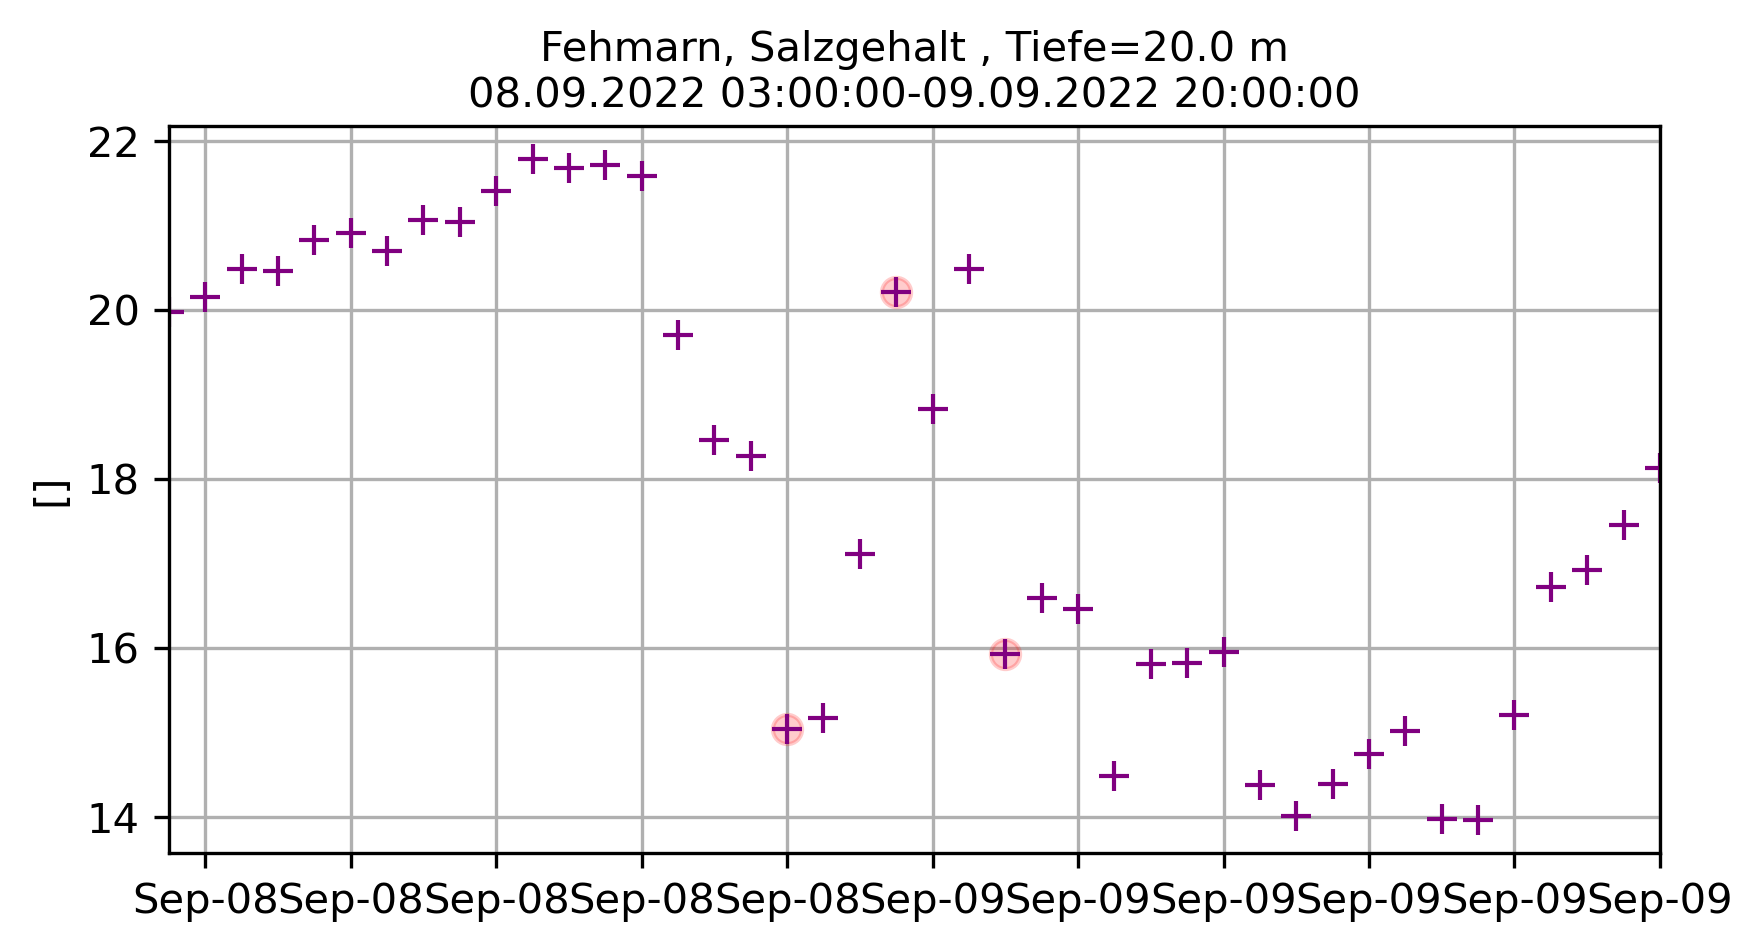 Fehmarn, Salzgehalt , Tiefe=20.0 m
08.09.2022 03:00:00-09.09.2022 20:00:00
22
20
18
16
14
[]
Sep-08Sep-08Sep-08Sep-08Sep-08Sep-09Sep-09Sep-09Sep-09Sep-09Sep-09